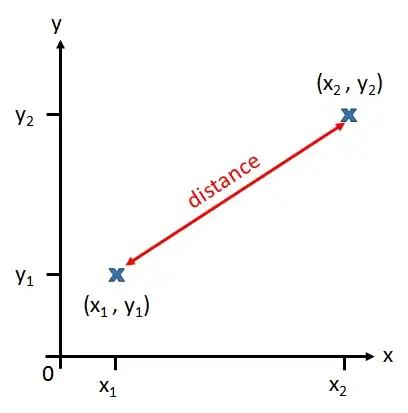 y
(x₂ , y₂)
y₂
distance
y₁
(x₁ , y₁)
x
0
x₁
x₂